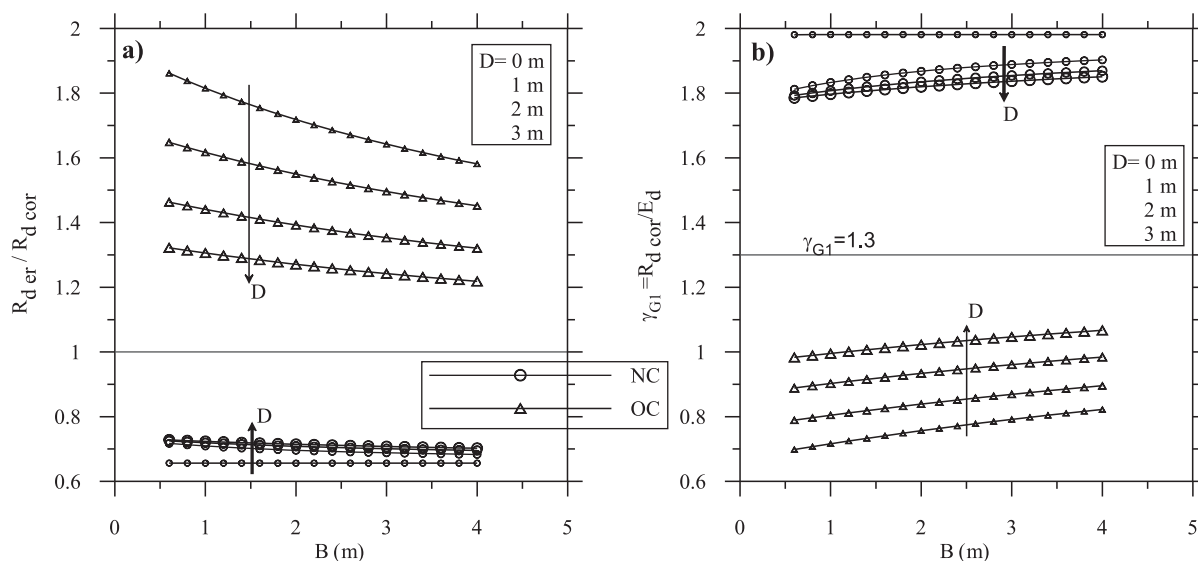 a)
D= 0 m
1 m
2 m
3 m
D
D
R_d er / R_d cor
2
1.8
1.6
1.4
1.2
1
0.8
0.6
0
1
2
3
4
5
B (m)
NC
OC
b)
D
D= 0 m
1 m
2 m
3 m
γ_G1=1.3
D
γ_G1 =R_d cor/E_d
2
1.8
1.6
1.4
1.2
1
0.8
0.6
0
1
2
3
4
5
B (m)